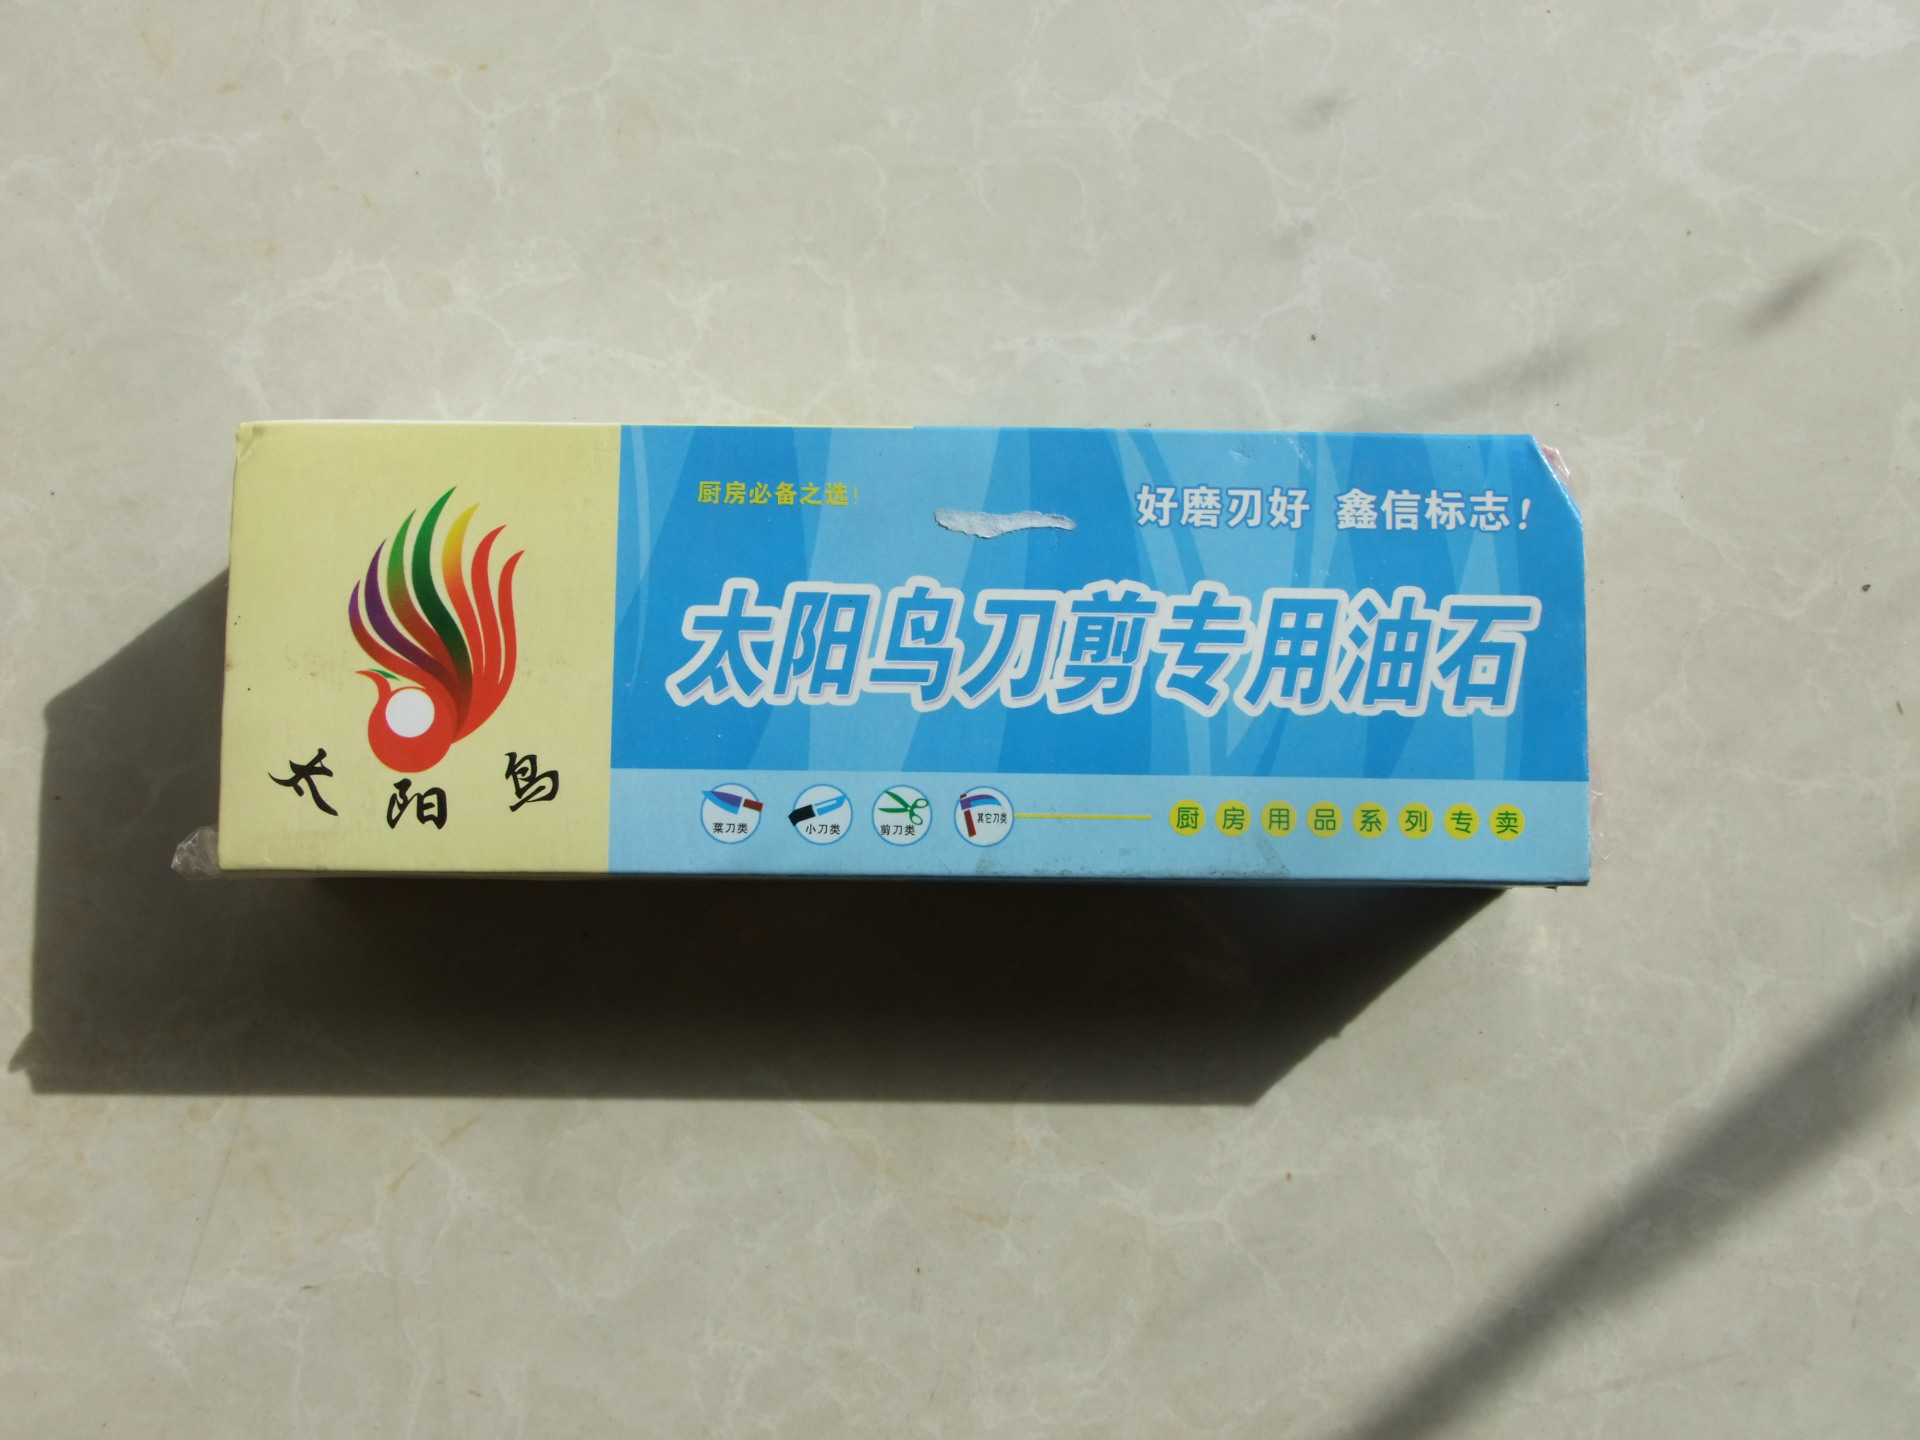 太阳鸟
厨房必备之选!
好磨刃好 鑫信标志!
太阳鸟刀剪专用油石
菜刀类
小刀类
剪刀类
其它刀类
厨房用品系列专卖